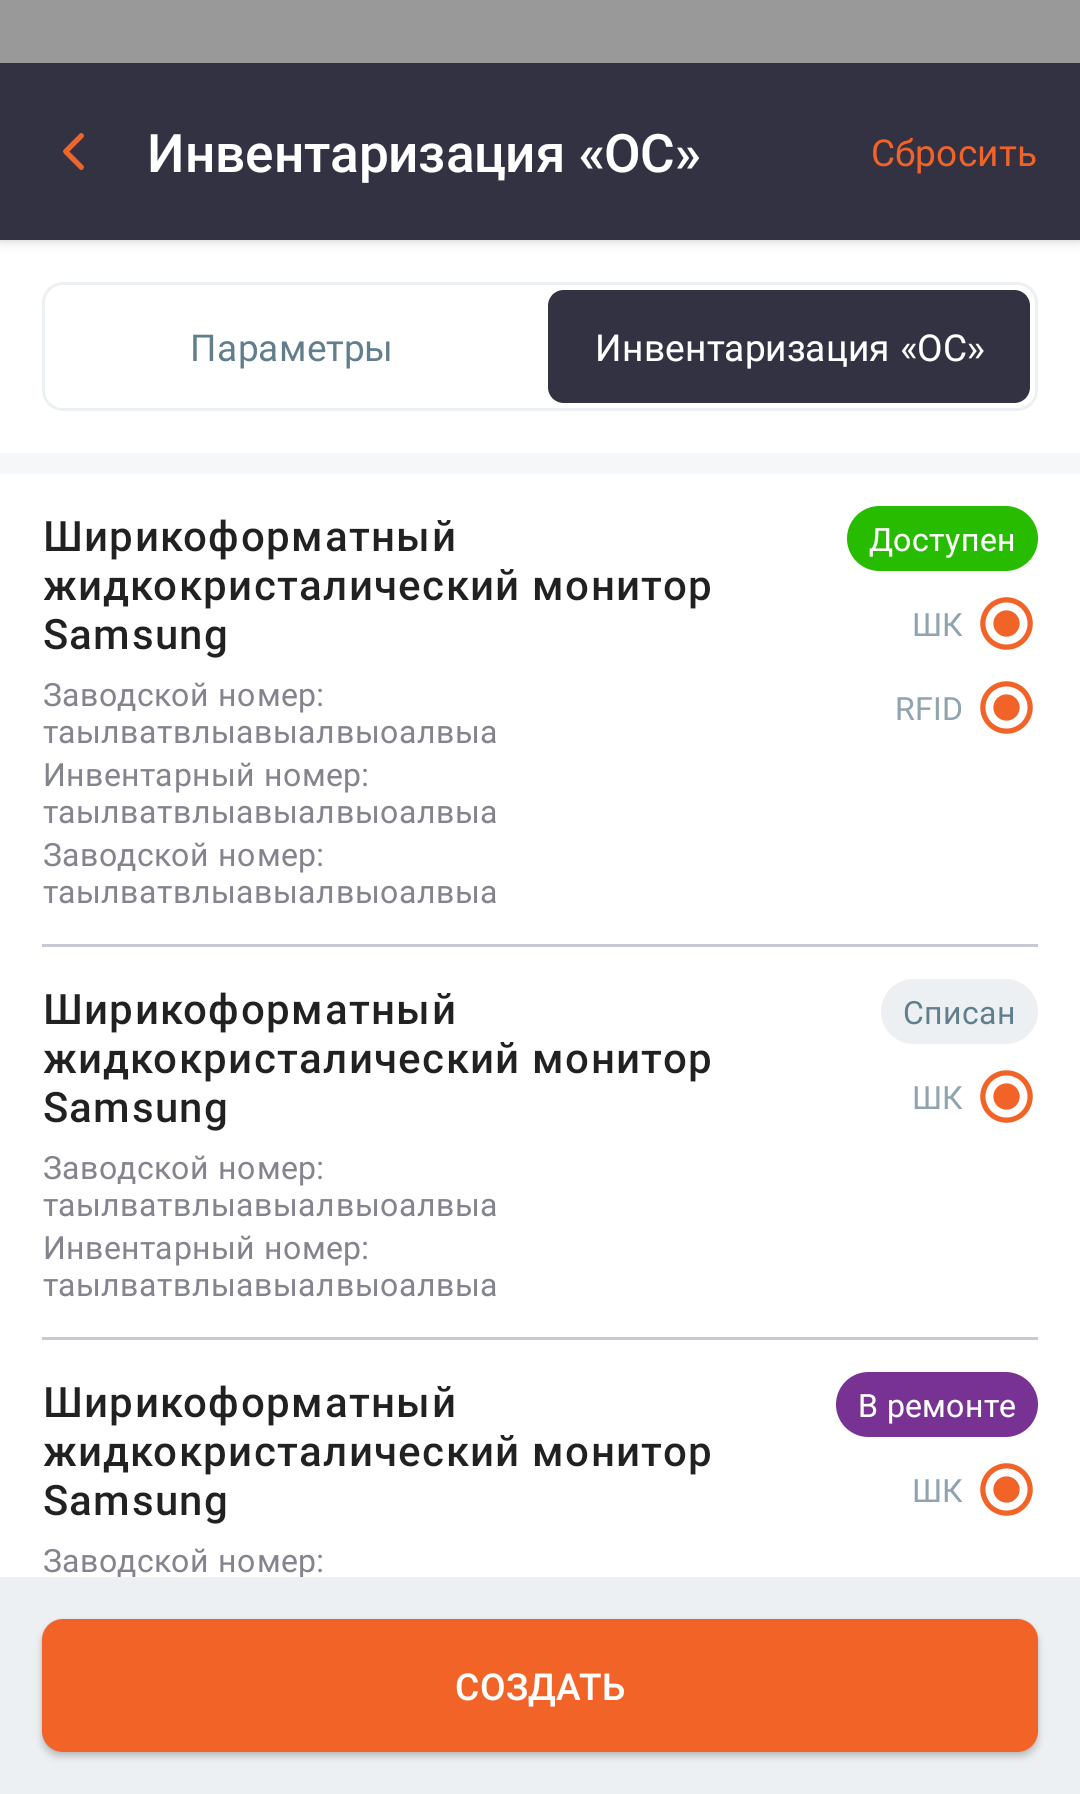 Инвентаризация «ОС»
Сбросить
Параметры
Инвентаризация «ОС»
Ширикоформатный
жидкокристалический монитор
Samsung
Доступен
ШК
RFID
Заводской номер:
таылватвлыавыалвыоалвыа
Инвентарный номер:
таылватвлыавыалвыоалвыа
Заводской номер:
таылватвлыавыалвыоалвыа
Ширикоформатный
жидкокристалический монитор
Samsung
Списан
ШК
Заводской номер:
таылватвлыавыалвыоалвыа
Инвентарный номер:
таылватвлыавыалвыоалвыа
Ширикоформатный
жидкокристалический монитор
Samsung
В ремонте
ШК
Заводской номер:
СОЗДАТЬ